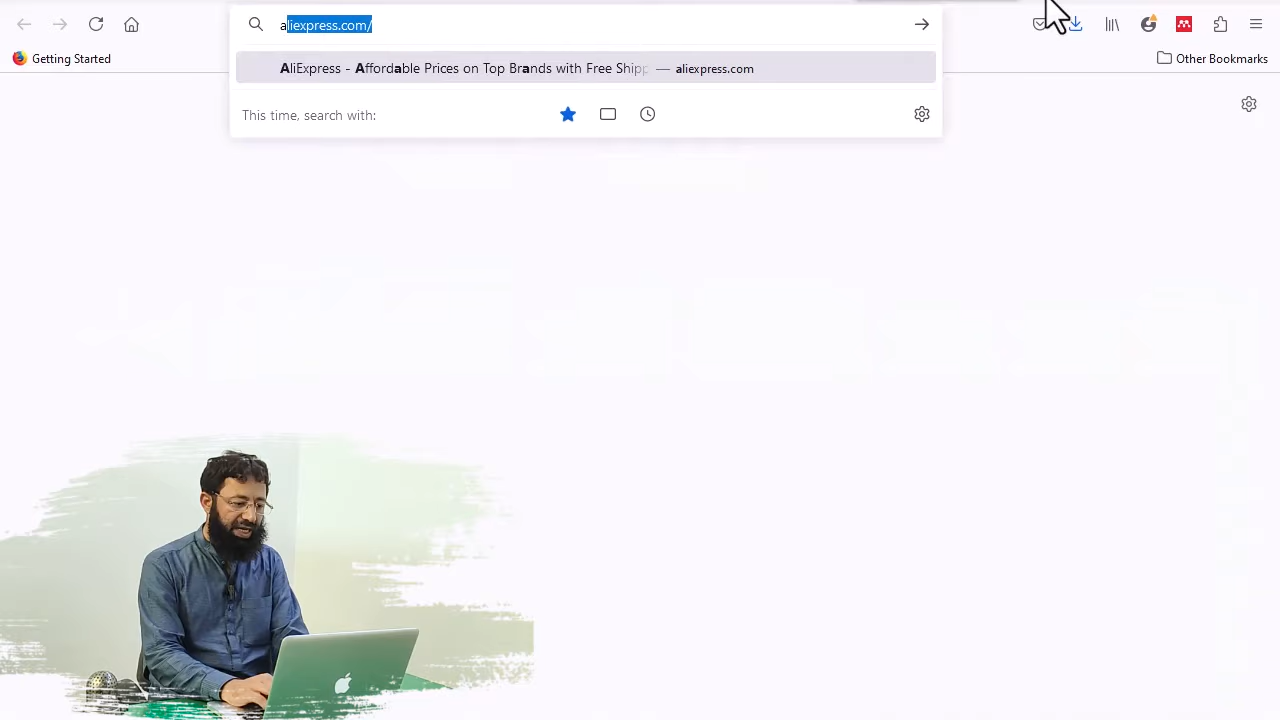 aliexpress.com/
Getting Started
Other Bookmarks
AliExpress - Affordable Prices on Top Brands with Free Shipp — aliexpress.com
This time, search with: